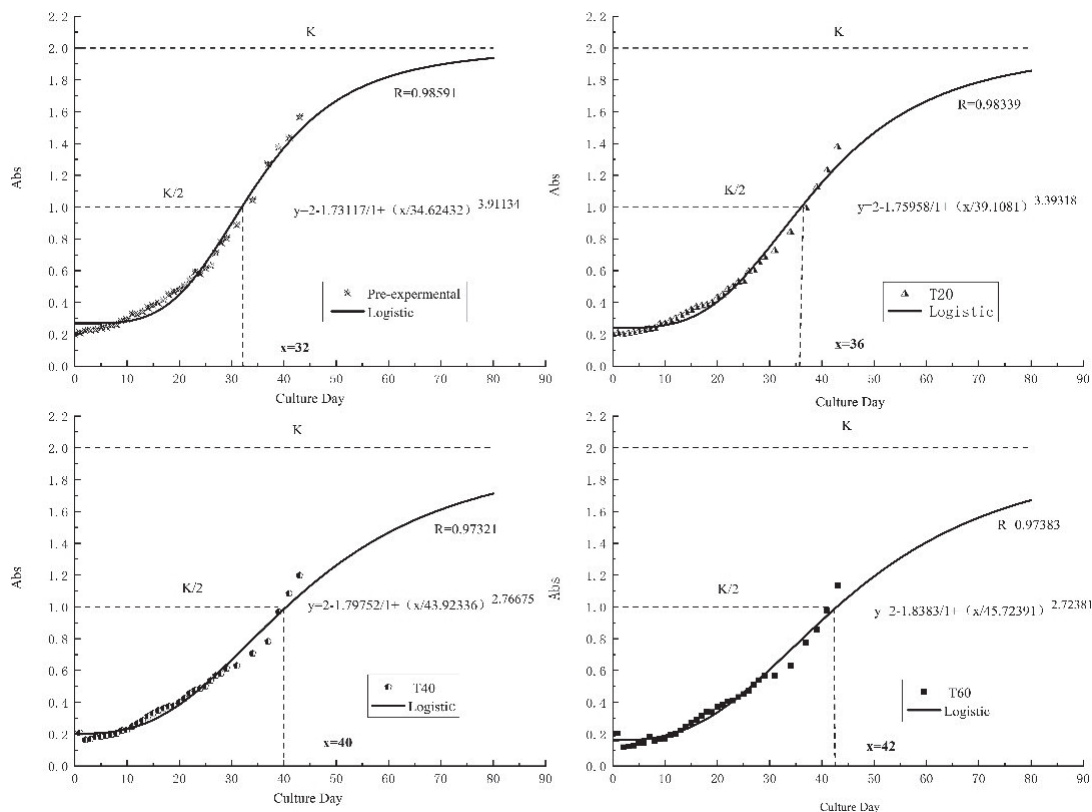 K
2.2
2.0
1.8
1.6
1.4
1.2
1.0
0.8
0.6
0.4
0.2
0.0
Abs
R=0.98591
K/2
y=2-1.73117/1+ (x/34.62432) 3.91134
Pre-expermental
Logistic
x=32
0 10 20 30 40 50 60 70 80 90
Culture Day
K
2.2
2.0
1.8
1.6
1.4
1.2
1.0
0.8
0.6
0.4
0.2
0.0
Abs
R=0.98339
K/2
y=2-1.75958/1+ (x/39.1081) 3.39318
T20
Logistic
x=36
0 10 20 30 40 50 60 70 80 90
Culture Day
K
2.2
2.0
1.8
1.6
1.4
1.2
1.0
0.8
0.6
0.4
0.2
0.0
Abs
R=0.97321
K/2
y=2-1.79752/1+ (x/43.92336) 2.76675
T40
Logistic
x=40
0 10 20 30 40 50 60 70 80 90
Culture Day
K
2.2
2.0
1.8
1.6
1.4
1.2
1.0
0.8
0.6
0.4
0.2
0.0
Abs
R 0.97383
K/2
y 2-1.8383/1+ (x/45.72391) 2.72381
T60
Logistic
x=42
0 10 20 30 40 50 60 70 80 90
Culture Day